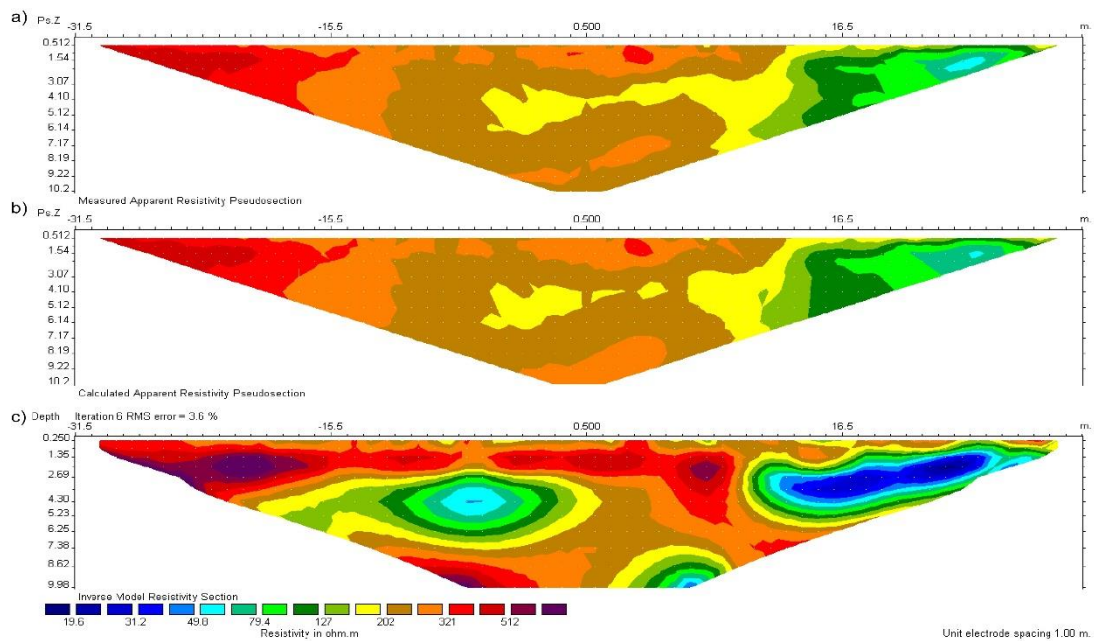 a)
Ps.Z
-31.5 -15.5 0.500 16.5 m.
0.512
1.54
3.07
4.10
5.12
6.14
7.17
8.19
9.22
10.2
Measured Apparent Resistivity Pseudosection
b)
Ps.Z
-31.5 -15.5 0.500 16.5 m.
0.512
1.54
3.07
4.10
5.12
6.14
7.17
8.19
9.22
10.2
Calculated Apparent Resistivity Pseudosection
c)
Depth Iteration 6 RMS error = 3.6 %
-31.5 -15.5 0.600 16.5 m.
0.250
1.35
2.69
4.30
5.23
6.25
7.38
8.62
9.98
Inverse Model Resistivity Section
19.6 31.2 49.8 79.4 127 202 321 512
Resistivity in ohm.m
Unit electrode spacing 1.00 m.